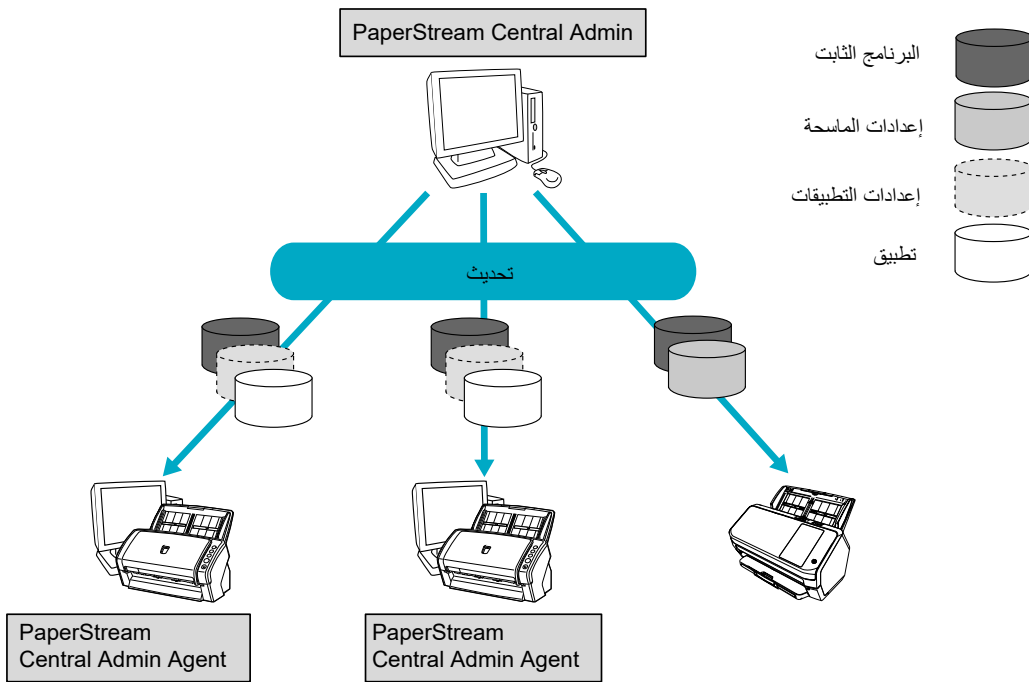 PaperStream Central Admin
البرنامج الثابت
إعدادات الماسحة
إعدادات التطبيقات
تطبيق
تحديث
PaperStream
Central Admin Agent
PaperStream
Central Admin Agent